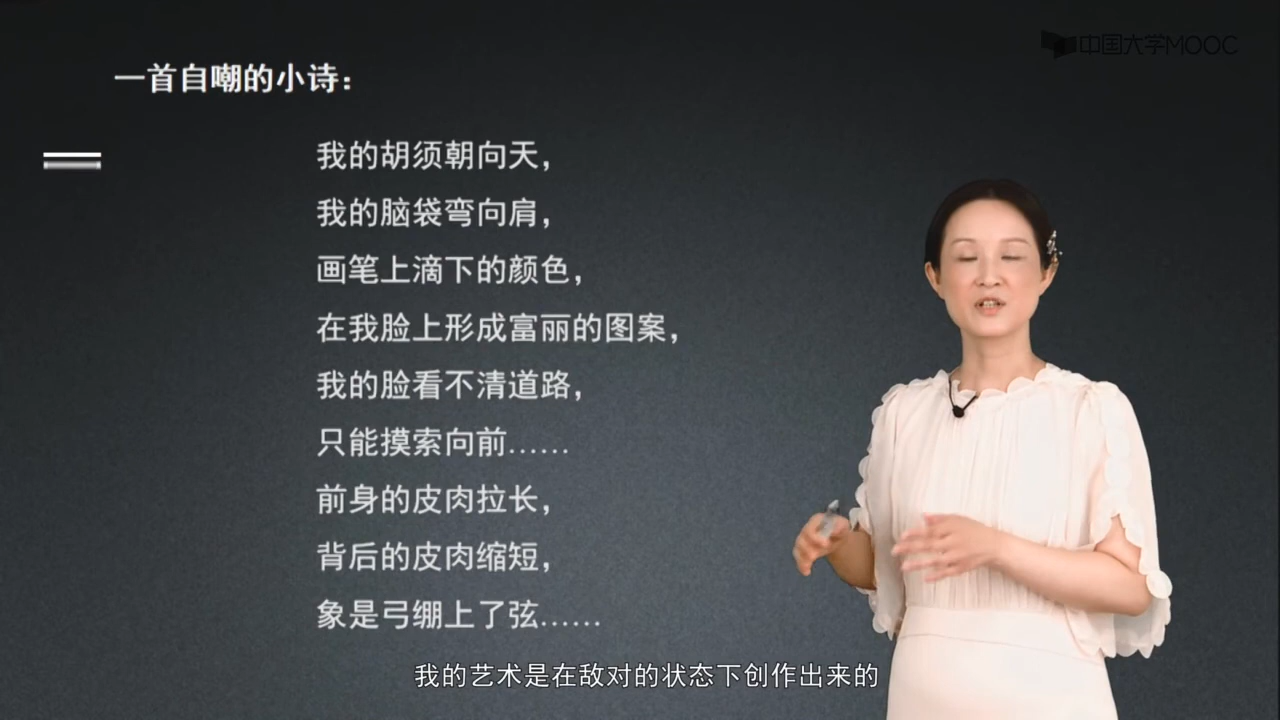 中国大学MOOC
一首自嘲的小诗：
我的胡须朝向天，
我的脑袋弯向肩，
画笔上滴下的颜色，
在我脸上形成富丽的图案，
我的脸看不清道路，
只能摸索向前……
前身的皮肉拉长，
背后的皮肉缩短，
象是弓绷上了弦……
我的艺术是在敌对的状态下创作出来的